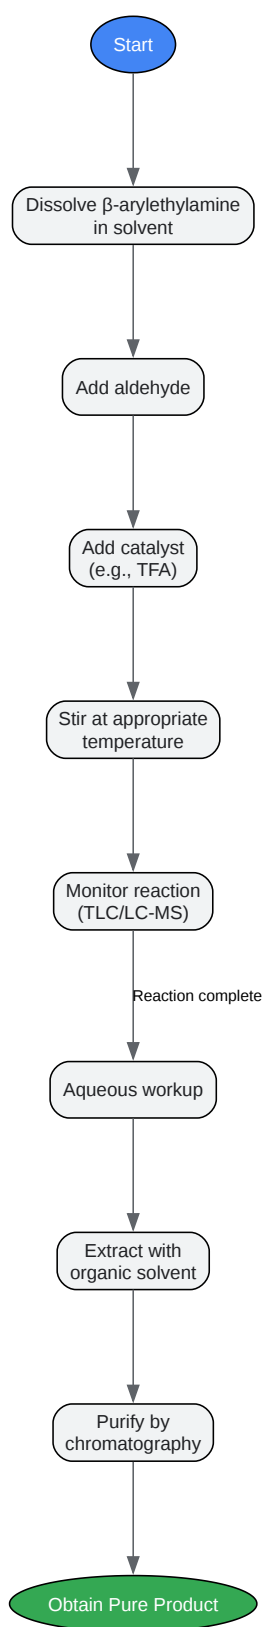 Start
Dissolve β-arylethylamine
in solvent
Add aldehyde
Add catalyst
(e.g., TFA)
Stir at appropriate
temperature
Monitor reaction
(TLC/LC-MS)
Reaction complete
Aqueous workup
Extract with
organic solvent
Purify by
chromatography
Obtain Pure Product